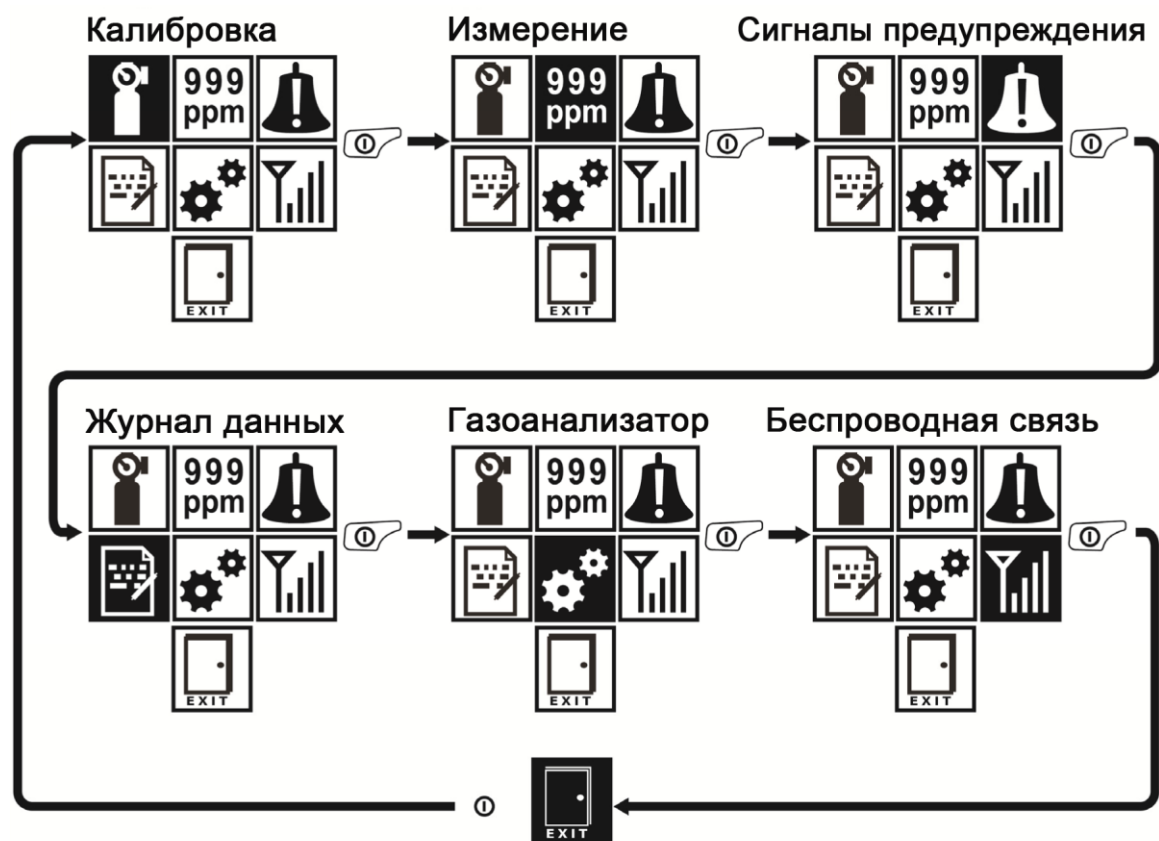 Калибровка
Измерение
Сигналы предупреждения
999
ppm
999
ppm
999
ppm
EXIT
EXIT
EXIT
Журнал данных
Газоанализатор
Беспроводная связь
999
ppm
999
ppm
999
ppm
EXIT
EXIT
EXIT
EXIT